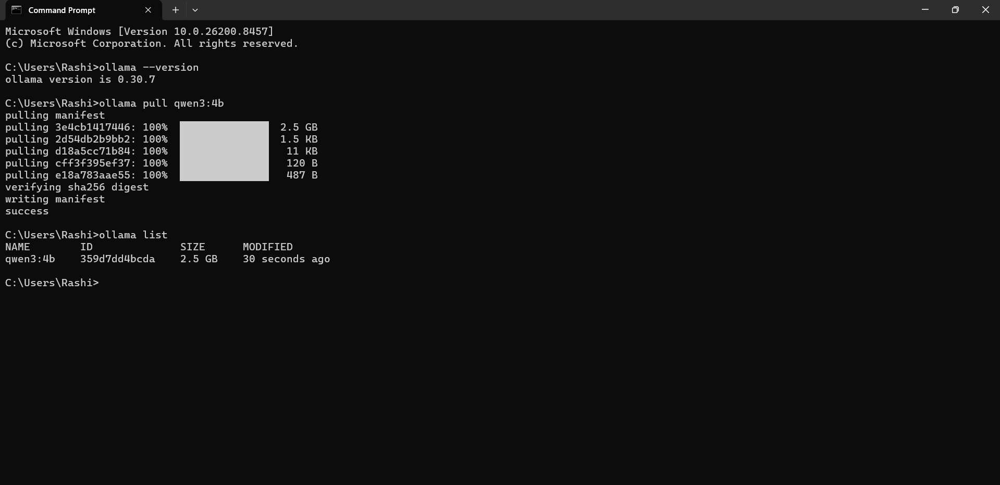 Command Prompt
Microsoft Windows [Version 10.0.26200.8457]
(c) Microsoft Corporation. All rights reserved.
C:\Users\Rashi>ollama --version
ollama version is 0.30.7
C:\Users\Rashi>ollama pull qwen3:4b
pulling manifest
pulling 3e4cb1417446: 100% 2.5 GB
pulling 2d54db2b9bb2: 100% 1.5 KB
pulling d18a5cc71b84: 100% 11 KB
pulling cff3f395ef37: 100% 120 B
pulling e18a783aae55: 100% 487 B
verifying sha256 digest
writing manifest
success
C:\Users\Rashi>ollama list
NAME ID SIZE MODIFIED
qwen3:4b 359d7dd4bcda 2.5 GB 30 seconds ago
C:\Users\Rashi>